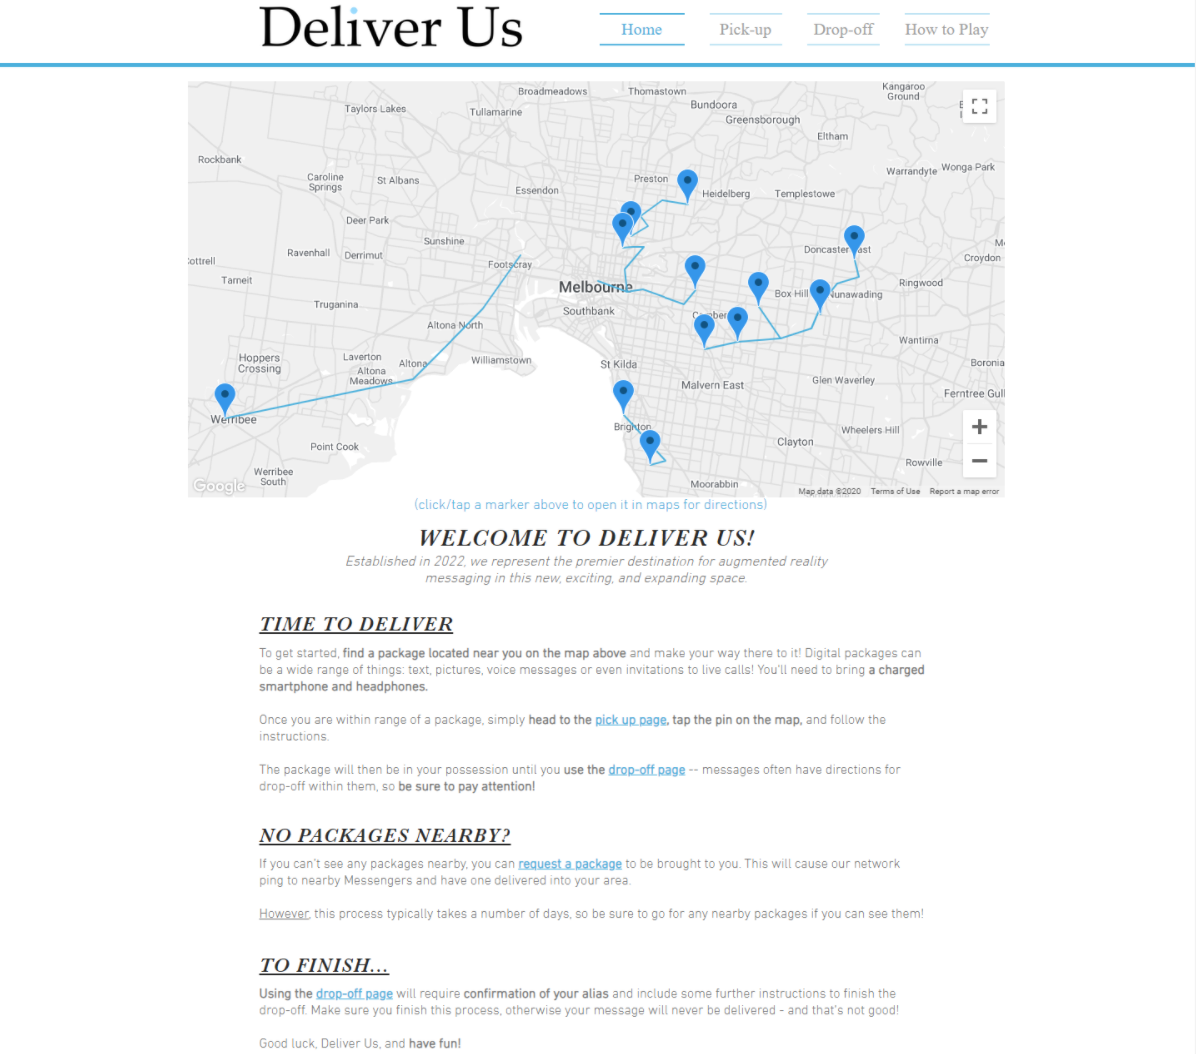 Deliver Us
Home
Pick-up
Drop-off
How to Play
Broadmeadows
Thomastown
Kangaroo
Ground
Taylors Lakes
Tullamarine
Bundoora
Greensborough
Eltham
Rockbank
Caroline
Springs
St Albans
Essendon
Preston
Heidelberg
Templestowe
Warrandyte
Wonga Park
Deer Park
Sunshine
Ravenhall
Derrimut
Footscray
Doncaster East
Croydon
Tarneit
Melbourne
Box Hill
Nunawading
Ringwood
Truganina
Southbank
Altona North
Wantirna
Hoppers
Crossing
Laverton
Altona
Meadows
Altona
Williamstown
St Kilda
Malvern East
Glen Waverley
Boronia
Ferntree Gull
Werribee
Brighton
Wheelers Hill
Clayton
Point Cook
Rowville
Werribee
South
Moorabbin
Google
Map data ©2020
Terms of Use
Report a map error
(click/tap a marker above to open it in maps for directions)
WELCOME TO DELIVER US!
Established in 2022, we represent the premier destination for augmented reality
messaging in this new, exciting, and expanding space.
TIME TO DELIVER
To get started, find a package located near you on the map above and make your way there to it! Digital packages can
be a wide range of things: text, pictures, voice messages or even invitations to live calls! You'll need to bring a charged
smartphone and headphones.
Once you are within range of a package, simply head to the pick up page, tap the pin on the map, and follow the
instructions.
The package will then be in your possession until you use the drop-off page -- messages often have directions for
drop-off within them, so be sure to pay attention!
NO PACKAGES NEARBY?
If you can't see any packages nearby, you can request a package to be brought to you. This will cause our network
ping to nearby Messengers and have one delivered into your area.
However, this process typically takes a number of days, so be sure to go for any nearby packages if you can see them!
TO FINISH...
Using the drop-off page will require confirmation of your alias and include some further instructions to finish the
drop-off. Make sure you finish this process, otherwise your message will never be delivered - and that's not good!
Good luck, Deliver Us, and have fun!